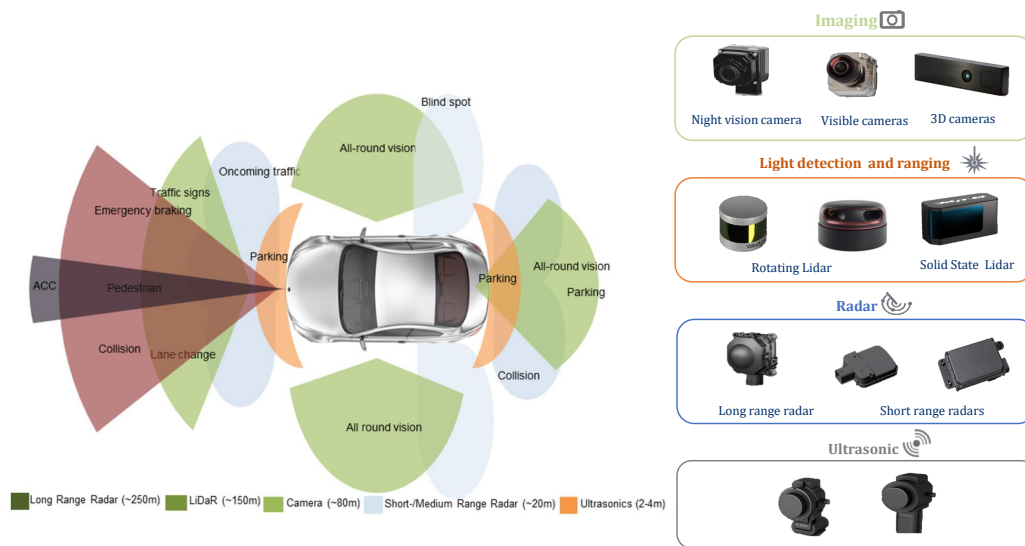 Imaging
Night vision camera
Visible cameras
3D cameras
Light detection and ranging
Rotating Lidar
Solid State Lidar
Radar
Long range radar
Short range radars
Ultrasonic
Blind spot
All-round vision
Oncoming traffic
Traffic signs
Emergency braking
Parking
All-round vision
Parking
ACC
Pedestrian
Parking
Collision
Lane change
Collision
All round vision
Long Range Radar (~250m)
LiDaR (~150m)
Camera (~80m)
Short-/Medium Range Radar (~20m)
Ultrasonics (2-4m)